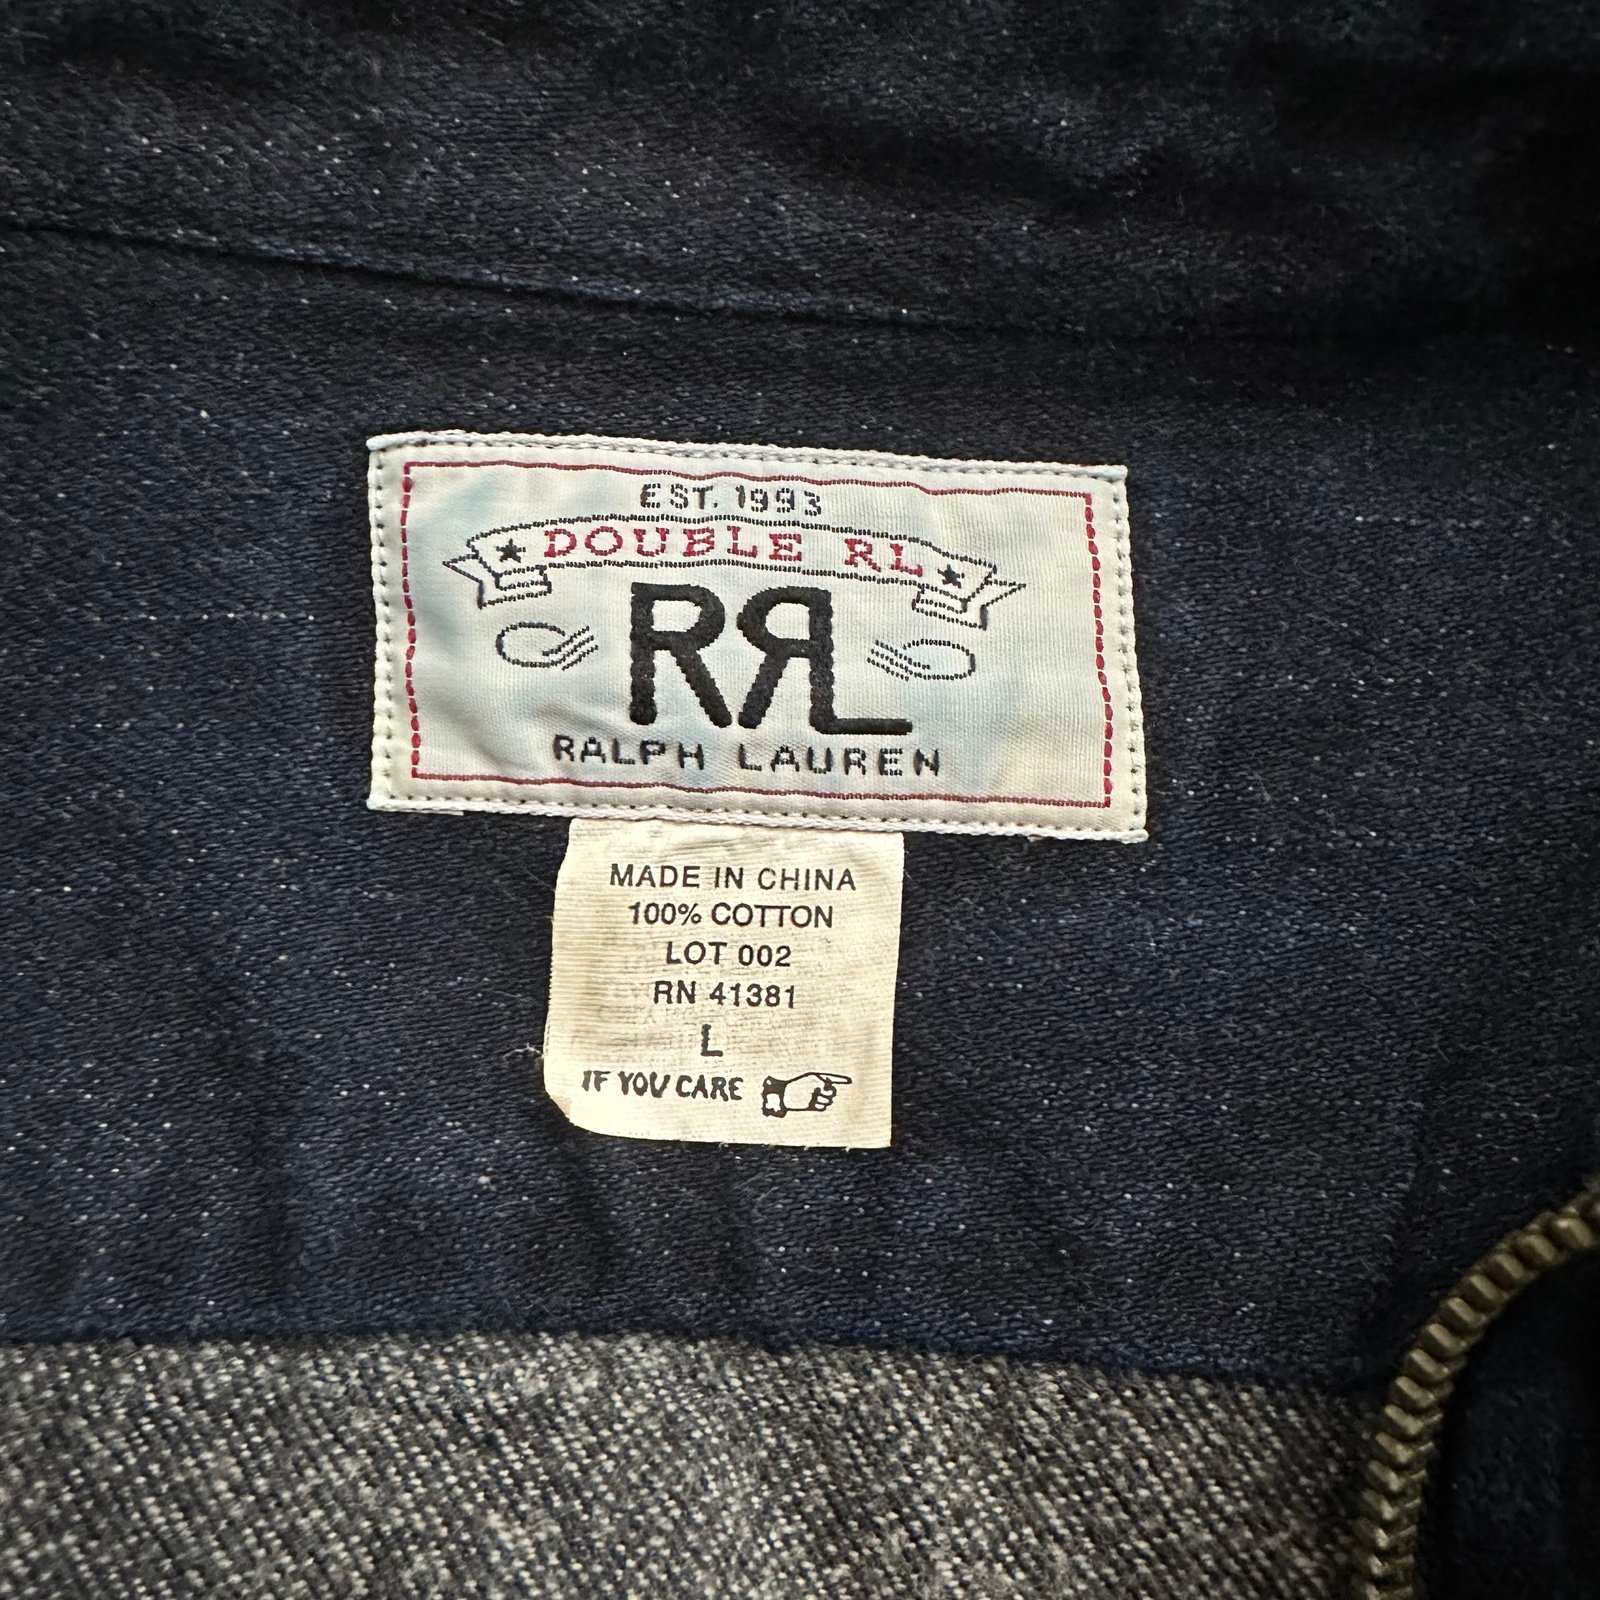 EST. 1993
DOUBLE RL
RRL
RALPH LAUREN
MADE IN CHINA
100% COTTON
LOT 002
RN 41381
L
IF YOU CARE